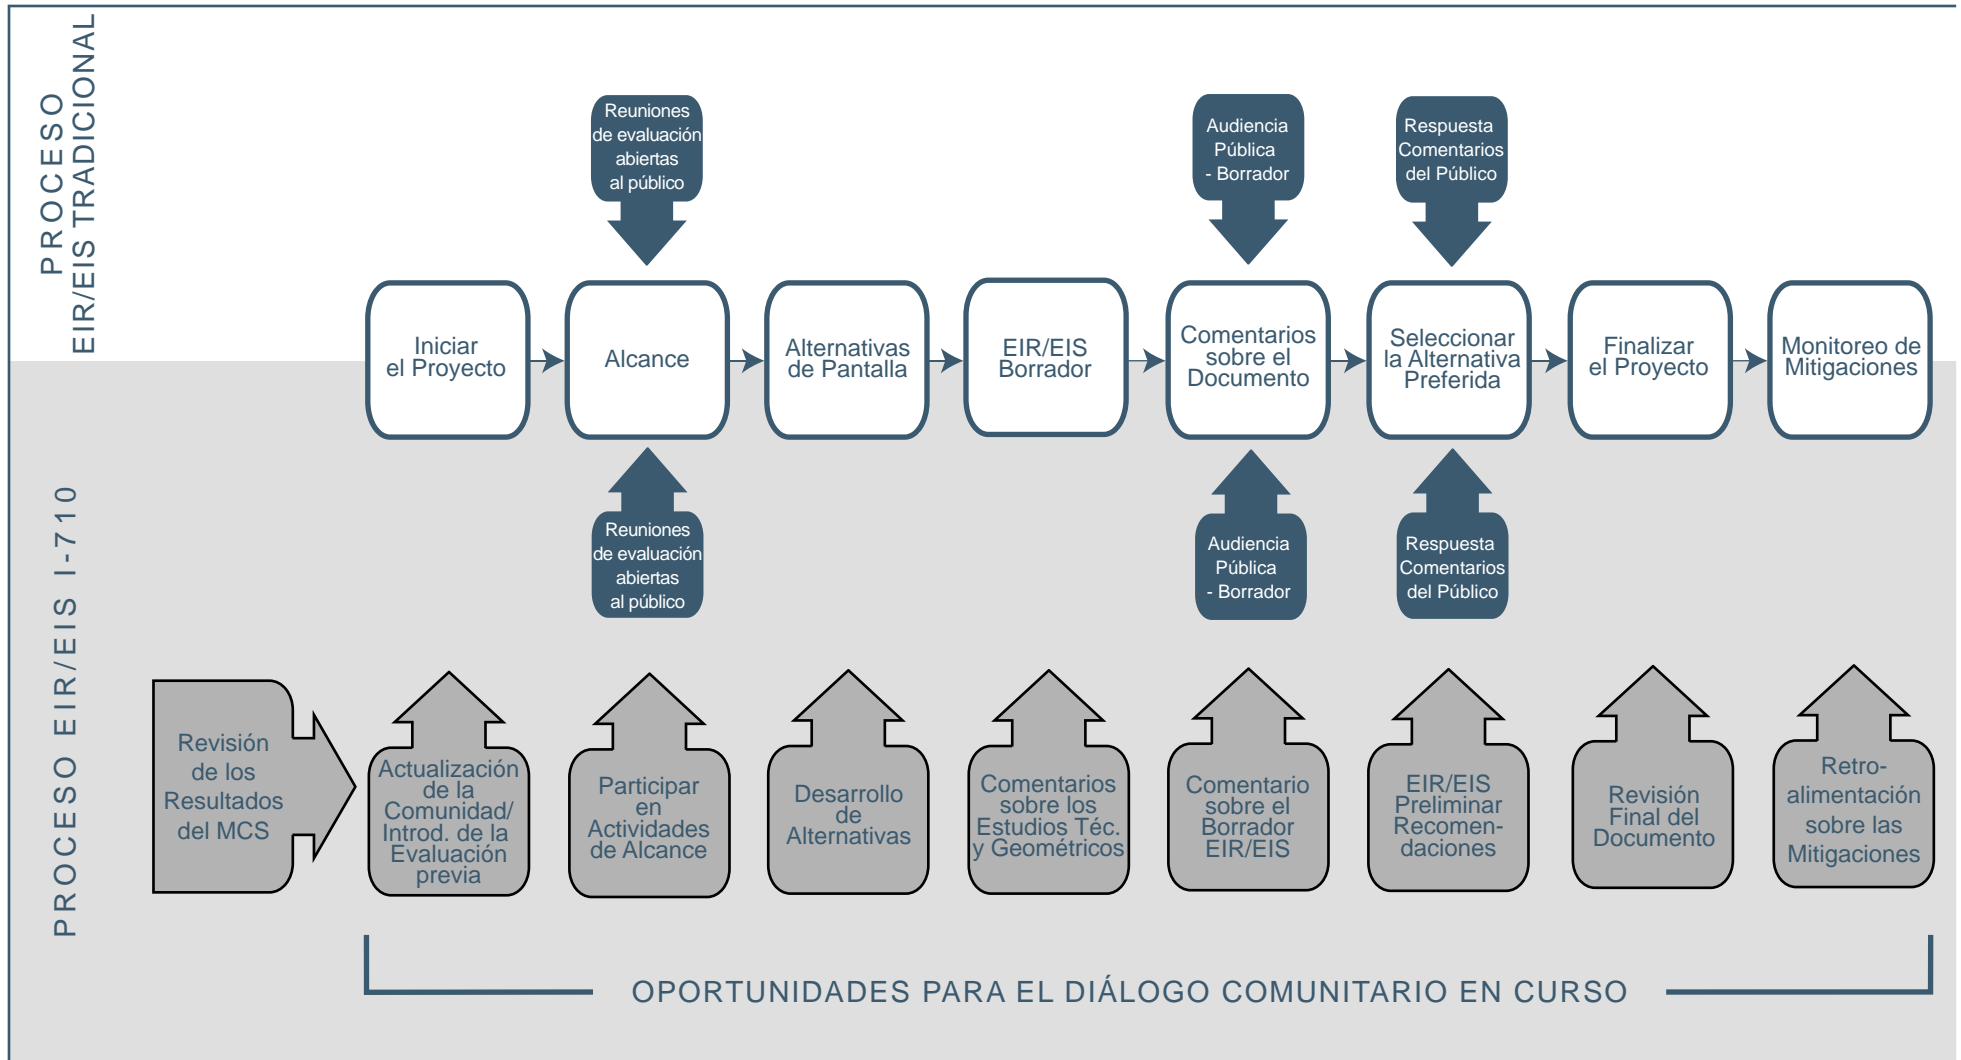 PROCESO
EIR/EIS TRADICIONAL
Reuniones
de evaluación
abiertas
al público
Audiencia
Pública
- Borrador
Respuesta
Comentarios
del Público
Iniciar
el Proyecto
Alcance
Alternativas
de Pantalla
EIR/EIS
Borrador
Comentarios
sobre el
Documento
Seleccionar
la Alternativa
Preferida
Finalizar
el Proyecto
Monitoreo de
Mitigaciones
PROCESO EIR/EIS I-710
Reuniones
de evaluación
abiertas
al público
Audiencia
Pública
- Borrador
Respuesta
Comentarios
del Público
Revisión
de los
Resultados
del MCS
Actualización
de la
Comunidad/
Introd. de la
Evaluación
previa
Participar
en
Actividades
de Alcance
Desarrollo
de
Alternativas
Comentarios
sobre los
Estudios Téc.
y Geométricos
Comentario
sobre el
Borrador
EIR/EIS
EIR/EIS
Preliminar
Recomen-
daciones
Revisión
Final del
Documento
Retro-
alimentación
sobre las
Mitigaciones
OPORTUNIDADES PARA EL DIÁLOGO COMUNITARIO EN CURSO